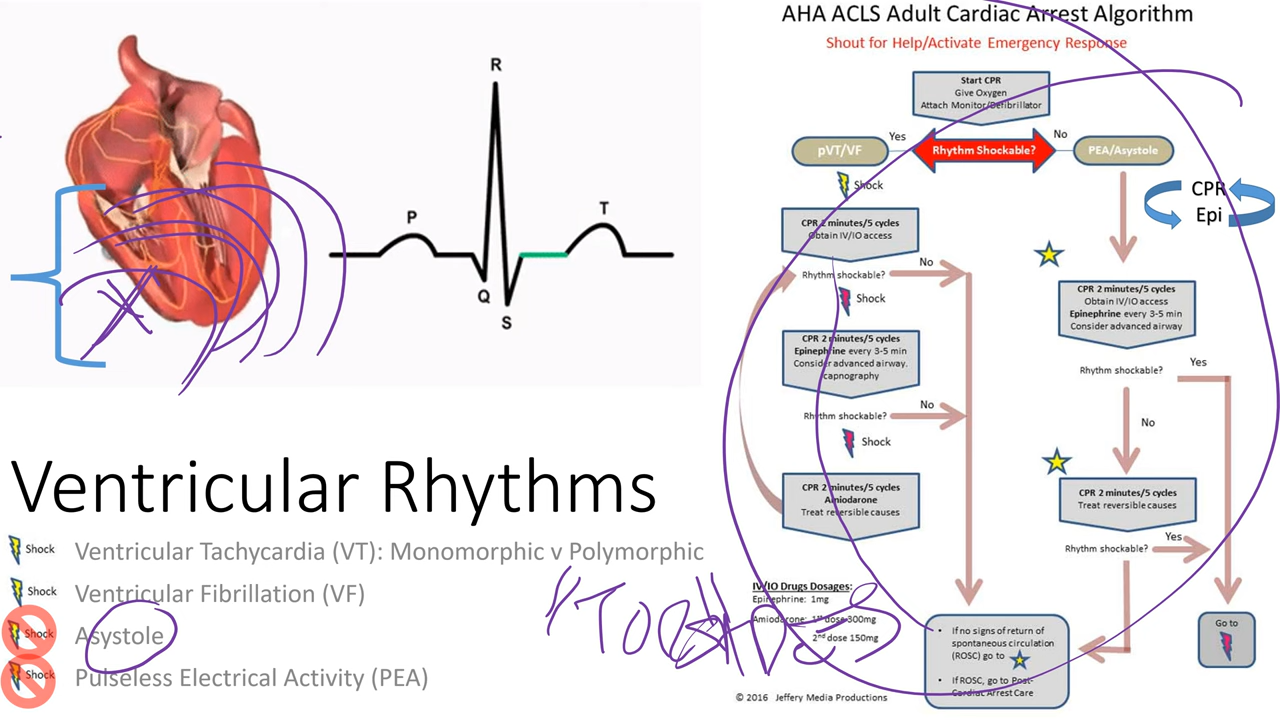 R
P
T
Q
S
Ventricular Rhythms
Shock Ventricular Tachycardia (VT): Monomorphic v Polymorphic
Shock Ventricular Fibrillation (VF)
Shock Asystole
Shock Pulseless Electrical Activity (PEA)
AHA ACLS Adult Cardiac Arrest Algorithm
Shout for Help/Activate Emergency Response
Start CPR
Give Oxygen
Attach Monitor/Defibrillator
Yes
Rhythm Shockable?
No
pVT/VF
PEA/Asystole
Shock
CPR 2 minutes/5 cycles
Obtain IV/IO access
Rhythm shockable?
No
Shock
CPR 2 minutes/5 cycles
Epinephrine every 3-5 min
Consider advanced airway.
capnography
Rhythm shockable?
No
Shock
CPR 2 minutes/5 cycles
Amiodarone
Treat reversible causes
CPR
Epi
CPR 2 minutes/5 cycles
Obtain IV/IO access
Epinephrine every 3-5 min
Consider advanced airway
Rhythm shockable?
Yes
No
CPR 2 minutes/5 cycles
Treat reversible causes
Rhythm shockable?
Yes
Go to
IV/IO Drugs Dosages:
Epinephrine: 1mg
Amiodarone: 1st dose 300mg
2nd dose 150mg
• If no signs of return of
spontaneous circulation
(ROSC) go to
• If ROSC, go to Post-
Cardiac Arrest Care
© 2016 Jeffery Media Productions